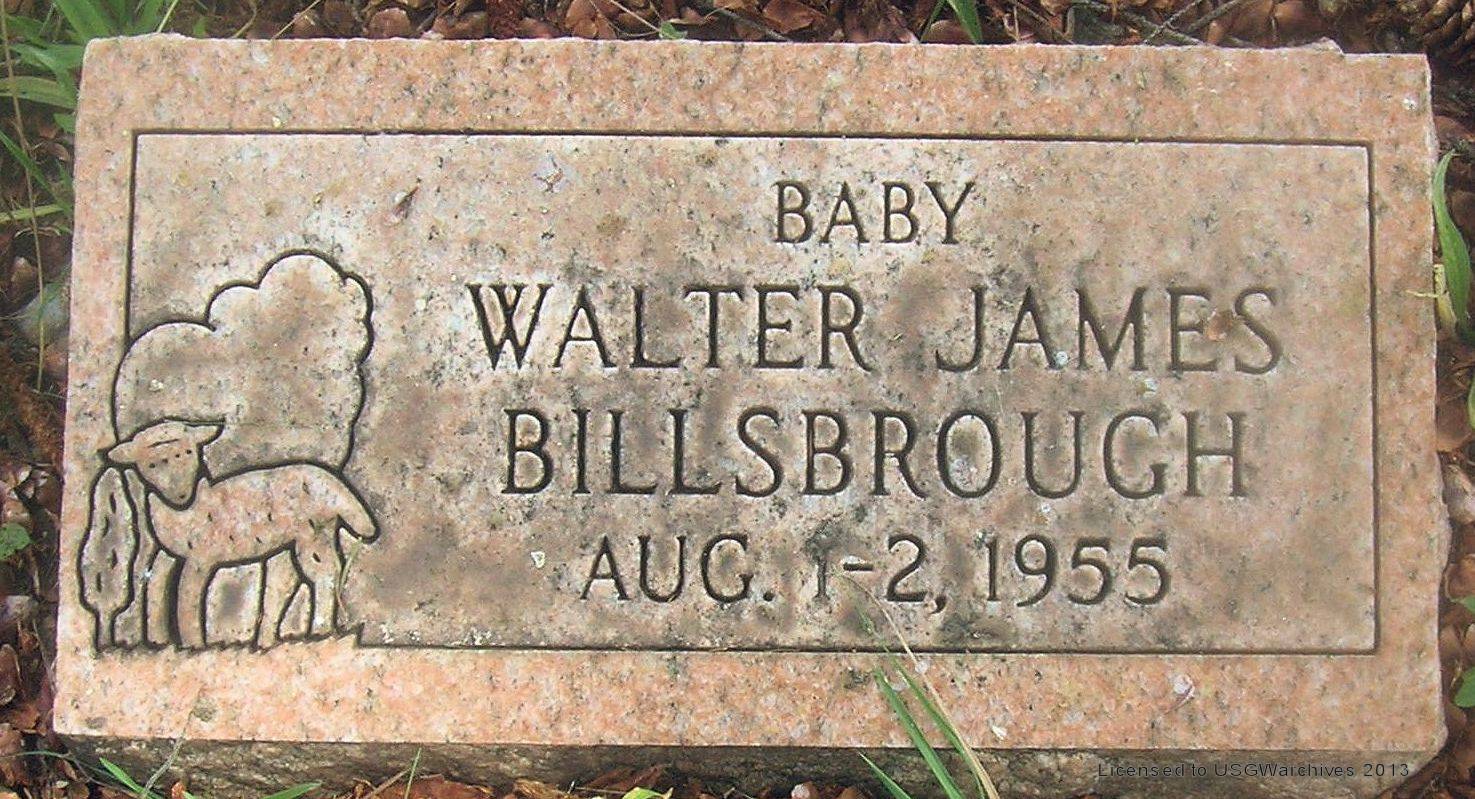 BABY
WALTER JAMES
BILLSBROUGH
AUG. 1-2, 1955
Licensed to USGWarchives 2013